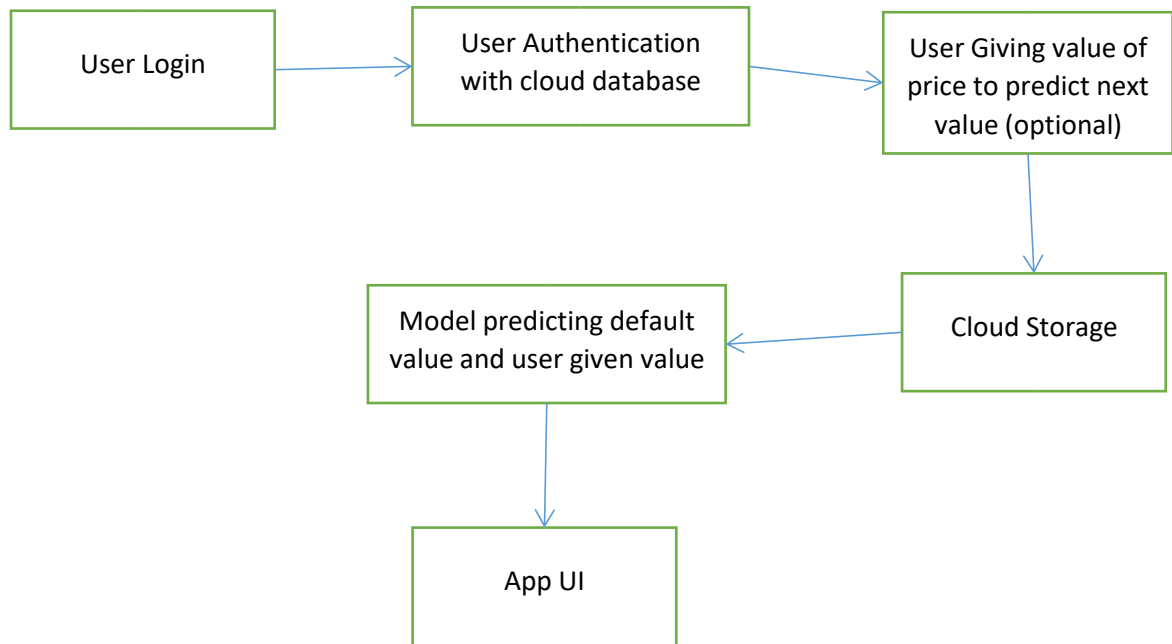 User Login
User Authentication
with cloud database
User Giving value of
price to predict next
value (optional)
Cloud Storage
Model predicting default
value and user given value
App UI